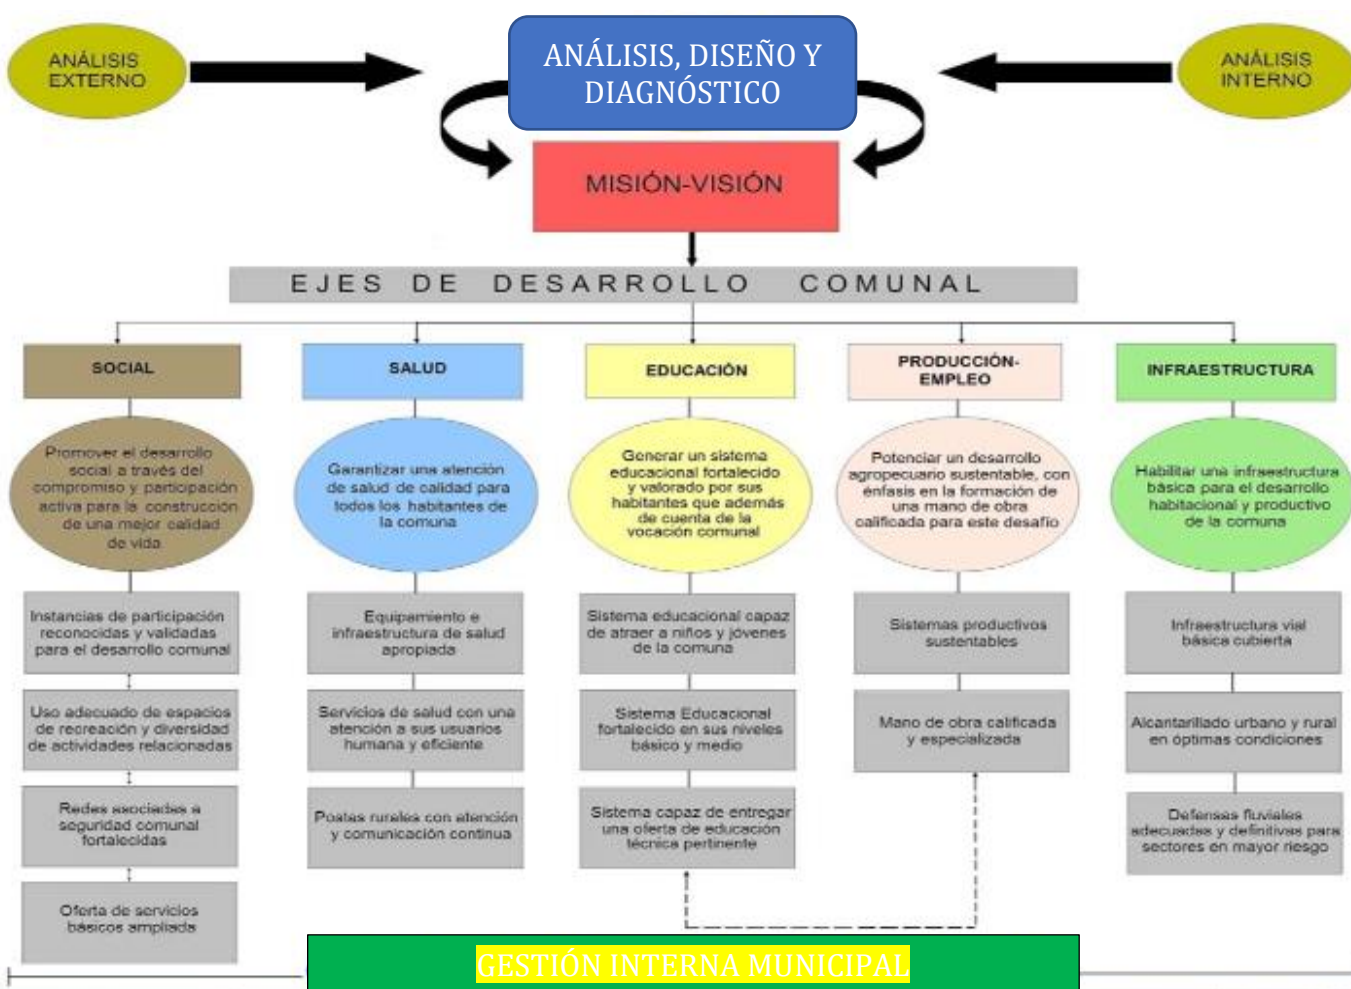 ANÁLISIS
EXTERNO
ANÁLISIS, DISEÑO Y
DIAGNÓSTICO
ANÁLISIS
INTERNO
MISIÓN-VISIÓN
EJES DE DESARROLLO COMUNAL
SOCIAL
Promover el desarrollo
social a través del
compromiso y participación
activa para la construcción
de una mejor calidad
de vida
Instancias de participación
reconocidas y validadas
para el desarrollo comunal
Uso adecuado de espacios
de recreación y diversidad
de actividades relacionadas
Redes asociadas a
seguridad comunal
fortalecidas
Oferta de servicios
básicos ampliada
SALUD
Garantizar una atención
de salud de calidad para
todos los habitantes de
la comuna
Equipamiento e
infraestructura de salud
apropiada
Servicios de salud con una
atención a sus usuarios
humana y eficiente
Postas rurales con atención
y comunicación continua
EDUCACIÓN
Generar un sistema
educacional fortalecido
y valorado por sus
habitantes que además
de cuenta de la
vocación comunal
Sistema educacional capaz
de atraer a niños y jóvenes
de la comuna
Sistema Educacional
fortalecido en sus niveles
básico y medio
Sistema capaz de entregar
una oferta de educación
técnica pertinente
PRODUCCIÓN-
EMPLEO
Potenciar un desarrollo
agropecuario sustentable, con
énfasis en la formación de
una mano de obra
calificada para este desafío
Sistemas productivos
sustentables
Mano de obra calificada
y especializada
INFRAESTRUCTURA
Habilitar una infraestructura
básica para el desarrollo
habitacional y productivo
de la comuna
Infraestructura vial
básica cubierta
Alcantarillado urbano y rural
en óptimas condiciones
Defensas fluviales
adecuadas y definitivas para
sectores en mayor riesgo
GESTIÓN INTERNA MUNICIPAL